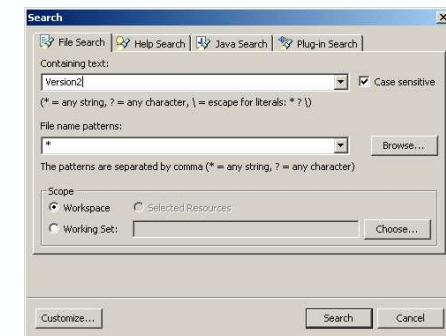 Search
File Search Help Search Java Search Plug-in Search
Containing text:
Version2 Case sensitive
(* = any string, ? = any character, \ = escape for literals: * ? \)
File name patterns:
* Browse...
The patterns are separated by comma (* = any string, ? = any character)
Scope
Workspace Selected Resources
Working Set: Choose...
Customize... Search Cancel